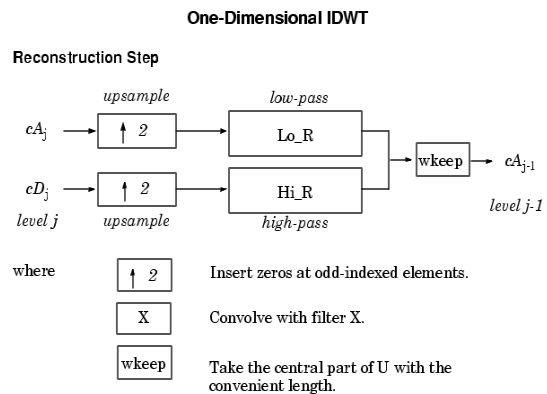 One-Dimensional IDWT
Reconstruction Step
upsample low-pass
cAj ↑ 2 Lo_R
wkeep cAj-1
cDj ↑ 2 Hi_R
level j upsample high-pass level j-1
where ↑ 2 Insert zeros at odd-indexed elements.
X Convolve with filter X.
wkeep Take the central part of U with the
convenient length.